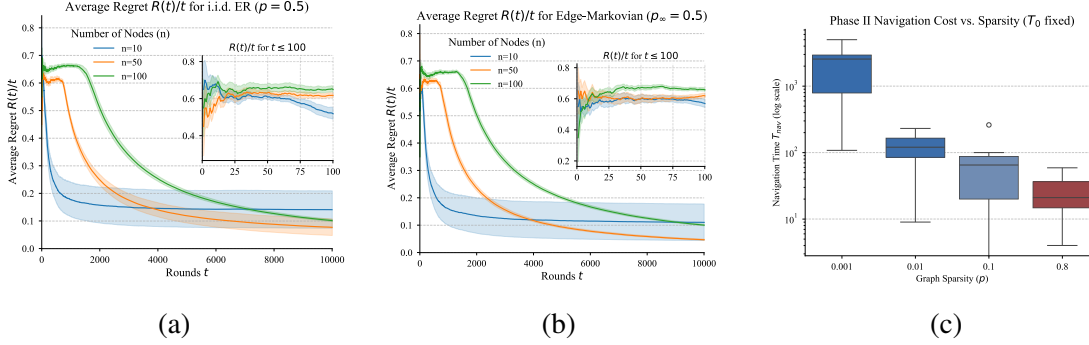 Average Regret R(t)/t for i.i.d. ER (p = 0.5)
Number of Nodes (n)
n=10
n=50
n=100
R(t)/t for t ≤ 100
0.8
0.6
0.4
0 25 50 75 100
Average Regret R(t)/t
0.8
0.7
0.6
0.5
0.4
0.3
0.2
0.1
0.0
0 2000 4000 6000 8000 10000
Rounds t
(a)
Average Regret R(t)/t for Edge-Markovian (p∞ = 0.5)
Number of Nodes (n)
n=10
n=50
n=100
R(t)/t for t ≤ 100
0.8
0.6
0.4
0.2
0 25 50 75 100
Average Regret R(t)/t
0.8
0.7
0.6
0.5
0.4
0.3
0.2
0.1
0.0
0 2000 4000 6000 8000 10000
Rounds t
(b)
Phase II Navigation Cost vs. Sparsity (T₀ fixed)
Navigation Time Tnav (log scale)
10³
10²
10¹
0.001 0.01 0.1 0.8
Graph Sparsity (p)
(c)